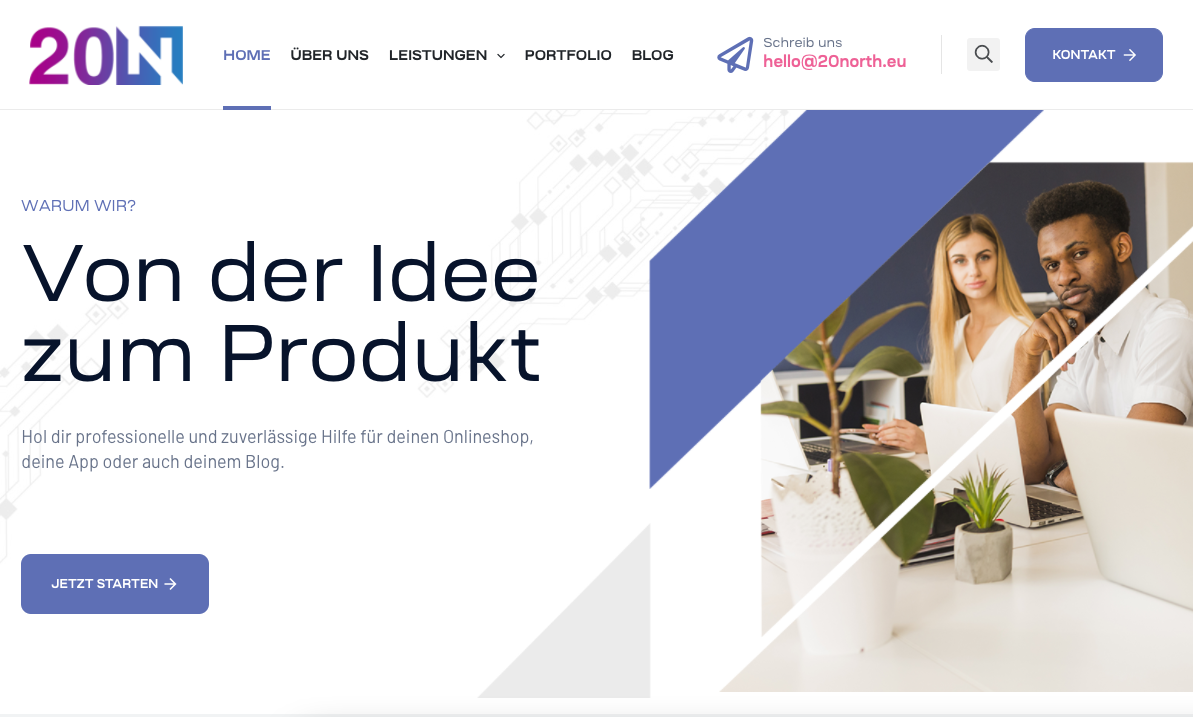 20N
HOME ÜBER UNS LEISTUNGEN PORTFOLIO BLOG
Schreib uns
hello@20north.eu
KONTAKT
WARUM WIR?
Von der Idee
zum Produkt
Hol dir professionelle und zuverlässige Hilfe für deinen Onlineshop,
deine App oder auch deinem Blog.
JETZT STARTEN